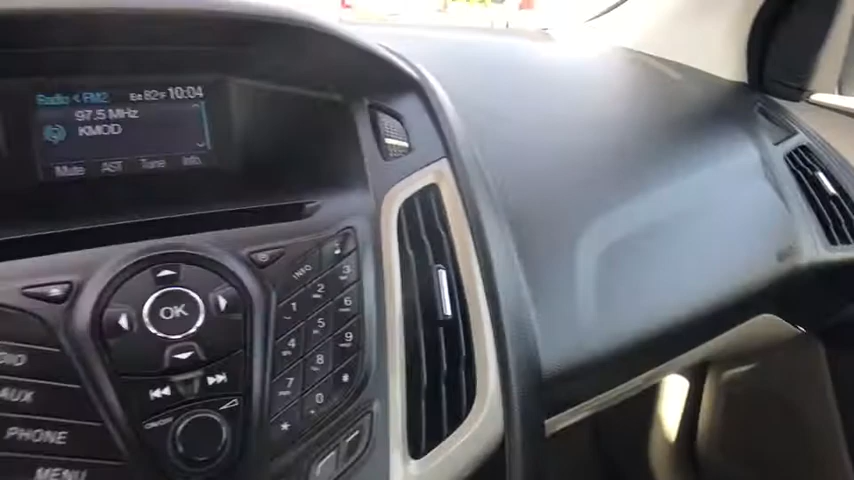 Radio < FM2 82°F 10:04
97.5 MHz
KMOD
Mute AST Tune Info
OK
INFO
1 2 3
4 5 6
7 8 9
* 0 #
AUX
PHONE
MENU